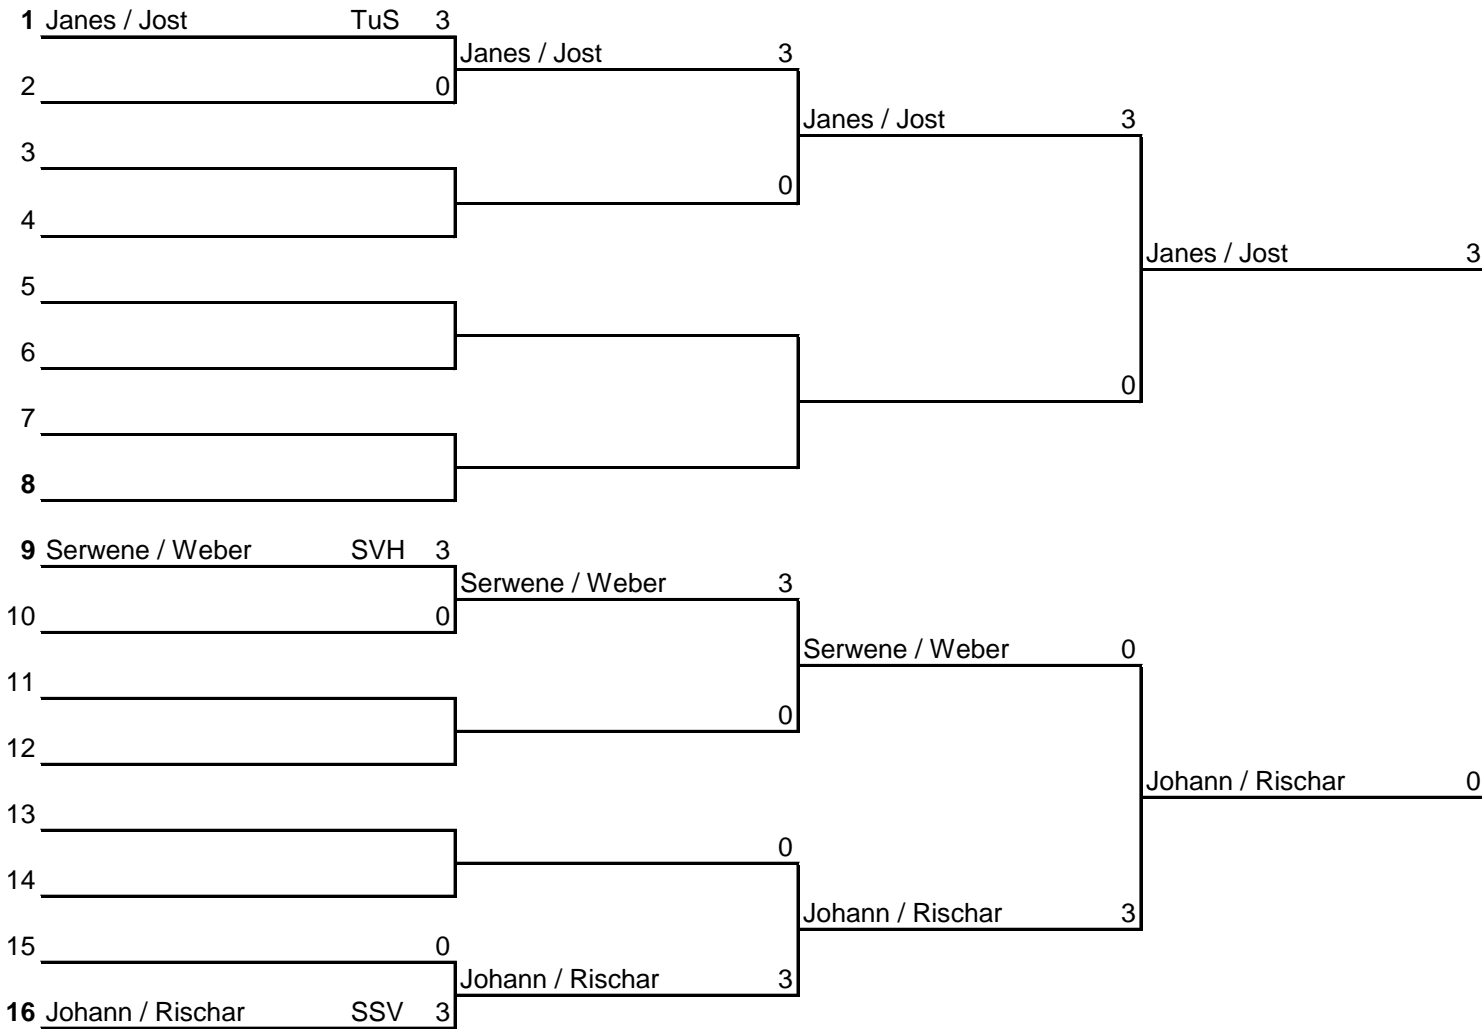 1 Janes / Jost TuS 3
Janes / Jost 3
2 0
Janes / Jost 3
3
0
4
Janes / Jost 3
5
6
0
7
8
9 Serwene / Weber SVH 3
Serwene / Weber 3
10 0
Serwene / Weber 0
11
0
12
Johann / Rischar 0
13
0
14
Johann / Rischar 3
15 0
Johann / Rischar 3
16 Johann / Rischar SSV 3